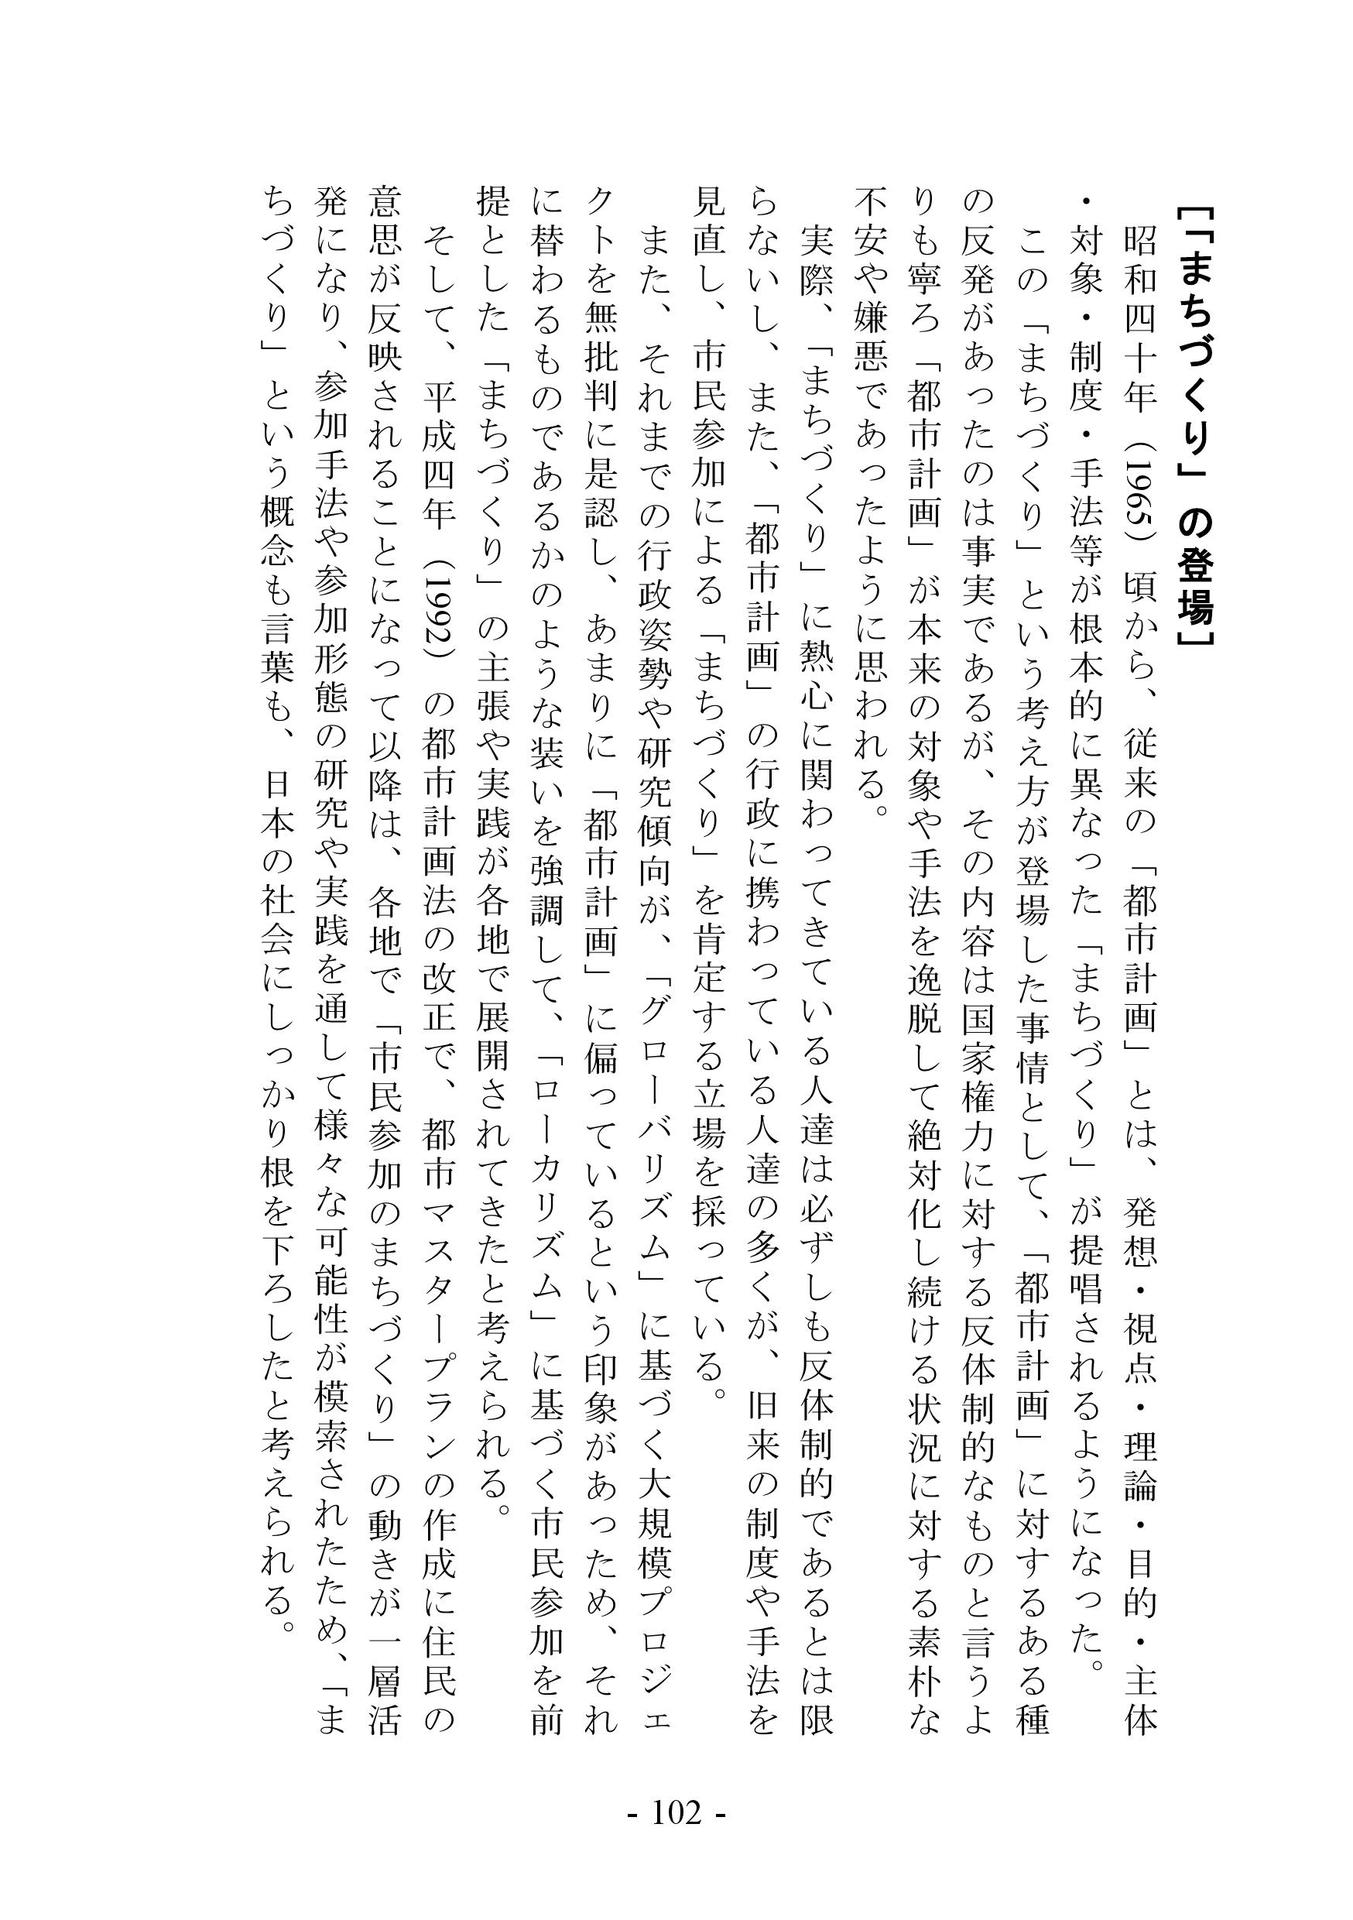 ［「まちづくり」の登場］
昭和四十年（1965）頃から、従来の「都市計画」とは、発想・視点・理論・目的・主体
・対象・制度・手法等が根本的に異なった「まちづくり」が提唱されるようになった。
この「まちづくり」という考え方が登場した事情として、「都市計画」に対するある種
の反発があったのは事実であるが、その内容は国家権力に対する反体制的なものと言うよ
りも寧ろ「都市計画」が本来の対象や手法を逸脱して絶対化し続ける状況に対する素朴な
不安や嫌悪であったように思われる。
実際、「まちづくり」に熱心に関わってきている人達は必ずしも反体制的であるとは限
らないし、また、「都市計画」の行政に携わっている人達の多くが、旧来の制度や手法を
見直し、市民参加による「まちづくり」を肯定する立場を採っている。
また、それまでの行政姿勢や研究傾向が、「グローバリズム」に基づく大規模プロジェ
クトを無批判に是認し、あまりに「都市計画」に偏っているという印象があったため、それ
に替わるものであるかのような装いを強調して、「ローカリズム」に基づく市民参加を前
提とした「まちづくり」の主張や実践が各地で展開されてきたと考えられる。
そして、平成四年（1992）の都市計画法の改正で、都市マスタープランの作成に住民の
意思が反映されることになって以降は、各地で「市民参加のまちづくり」の動きが一層活
発になり、参加手法や参加形態の研究や実践を通して様々な可能性が模索されたため、「ま
ちづくり」という概念も言葉も、日本の社会にしっかり根を下ろしたと考えられる。
- 102 -